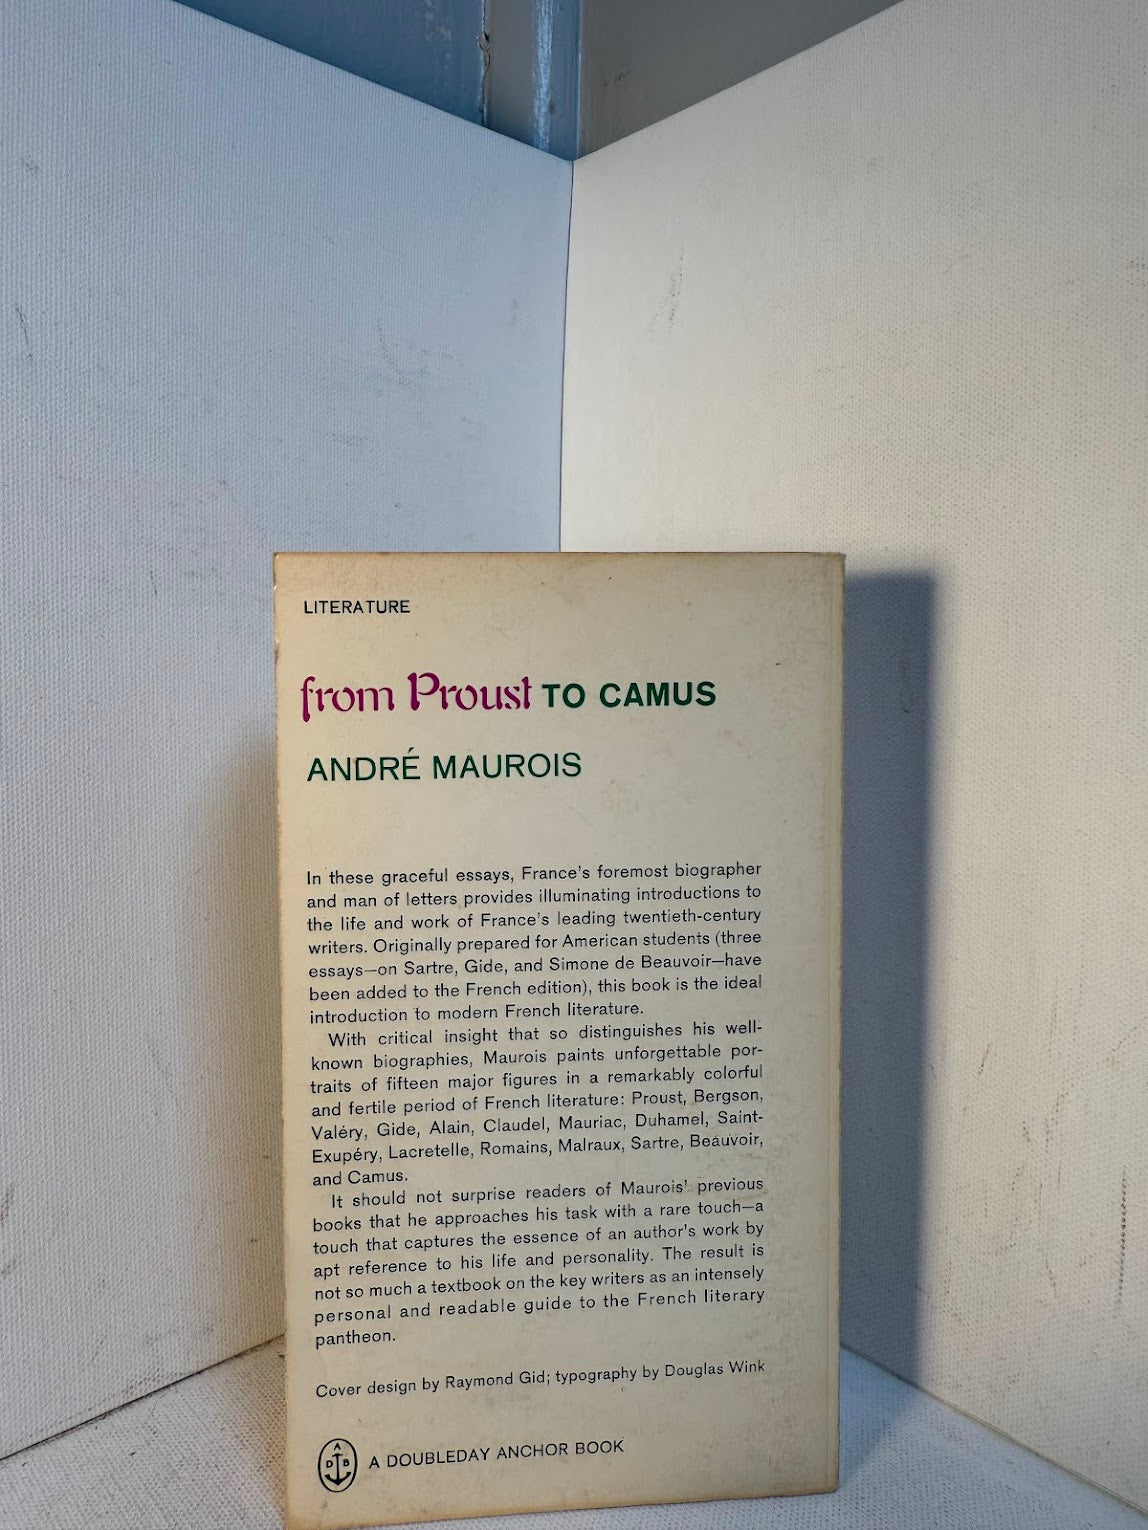 LITERATURE
from Proust TO CAMUS
ANDRÉ MAUROIS
In these graceful essays, France's foremost biographer
and man of letters provides illuminating introductions to
the life and work of France's leading twentieth-century
writers. Originally prepared for American students (three
essays—on Sartre, Gide, and Simone de Beauvoir—have
been added to the French edition), this book is the ideal
introduction to modern French literature.
With critical insight that so distinguishes his well-
known biographies, Maurois paints unforgettable por-
traits of fifteen major figures in a remarkably colorful
and fertile period of French literature: Proust, Bergson,
Valéry, Gide, Alain, Claudel, Mauriac, Duhamel, Saint-
Exupéry, Lacretelle, Romains, Malraux, Sartre, Beauvoir,
and Camus.
It should not surprise readers of Maurois' previous
books that he approaches his task with a rare touch—a
touch that captures the essence of an author's work by
apt reference to his life and personality. The result is
not so much a textbook on the key writers as an intensely
personal and readable guide to the French literary
pantheon.
Cover design by Raymond Gid; typography by Douglas Wink
A
D B
A DOUBLEDAY ANCHOR BOOK